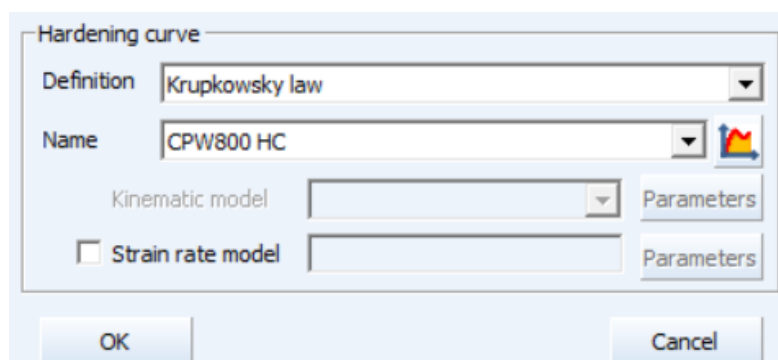 Hardening curve
Definition Krupkowsky law
Name CPW800 HC
Kinematic model Parameters
Strain rate model Parameters
OK Cancel